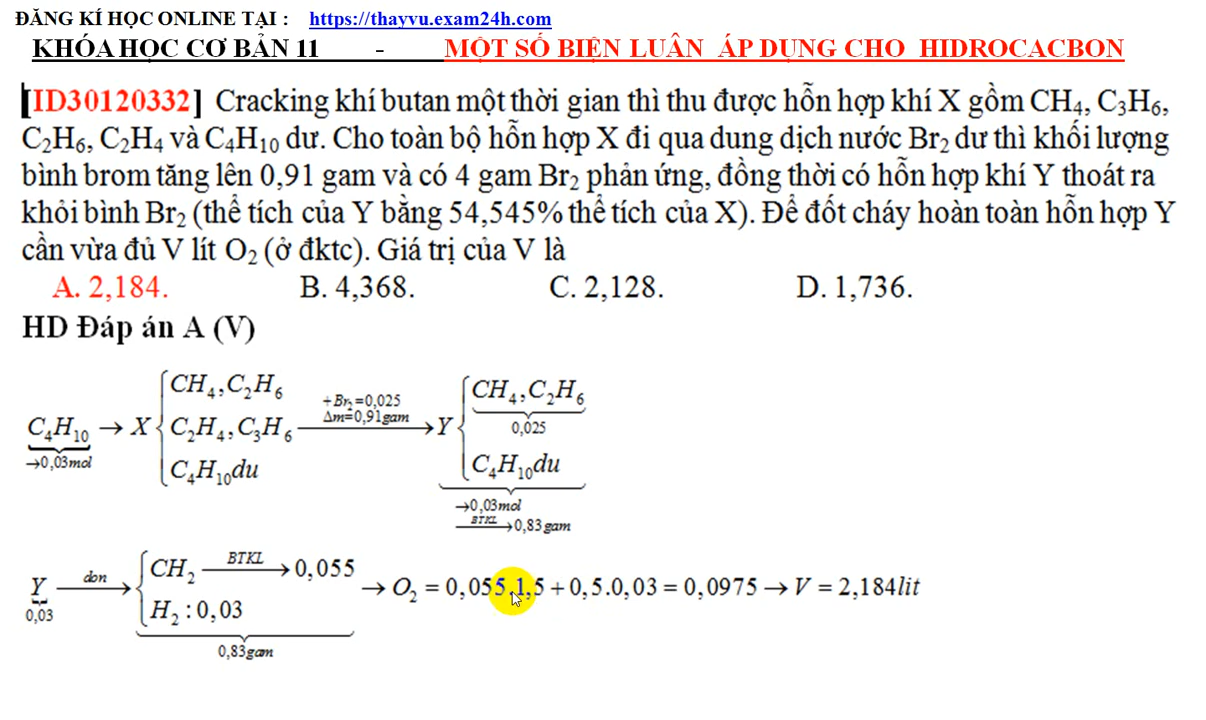 ĐĂNG KÍ HỌC ONLINE TẠI : https://thayvu.exam24h.com
KHÓA HỌC CƠ BẢN 11 - MỘT SỐ BIỆN LUÂN ÁP DỤNG CHO HIDROCACBON
[ID30120332] Cracking khí butan một thời gian thì thu được hỗn hợp khí X gồm CH₄, C₃H₆,
C₂H₆, C₂H₄ và C₄H₁₀ dư. Cho toàn bộ hỗn hợp X đi qua dung dịch nước Br₂ dư thì khối lượng
bình brom tăng lên 0,91 gam và có 4 gam Br₂ phản ứng, đồng thời có hỗn hợp khí Y thoát ra
khỏi bình Br₂ (thể tích của Y bằng 54,545% thể tích của X). Để đốt cháy hoàn toàn hỗn hợp Y
cần vừa đủ V lít O₂ (ở đktc). Giá trị của V là
A. 2,184. B. 4,368. C. 2,128. D. 1,736.
HD Đáp án A (V)
CH₄,C₂H₆ CH₄,C₂H₆
+Br₂=0,025
Δm=0,91gam 0,025
C₄H₁₀ → X { C₂H₄,C₃H₆ → Y {
→0,03mol C₄H₁₀du C₄H₁₀du
→0,03mol
BTKL→0,83gam
CH₂ BTKL→0,055
Y don→ { → O₂ = 0,055.1,5 + 0,5.0,03 = 0,0975 → V = 2,184lit
0,03 H₂ : 0,03
0,83gam